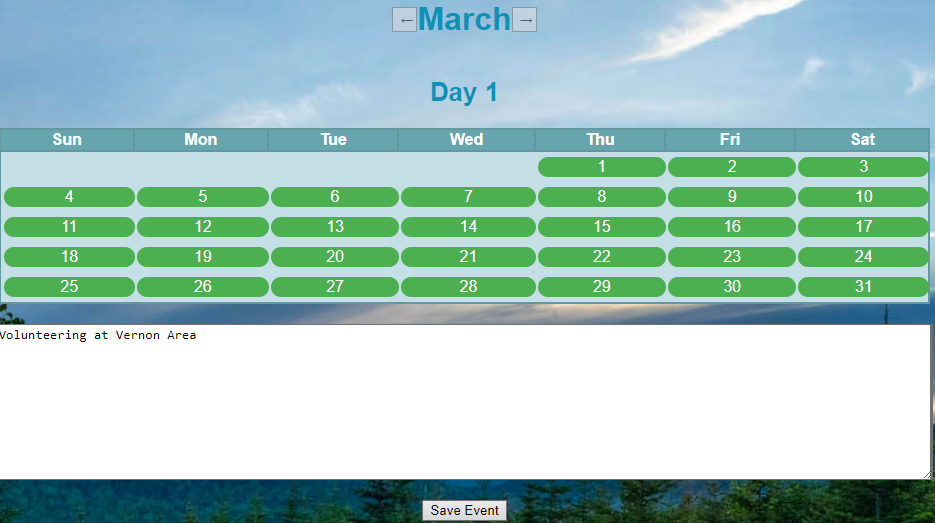 ←March→
Day 1
Sun Mon Tue Wed Thu Fri Sat
1 2 3
4 5 6 7 8 9 10
11 12 13 14 15 16 17
18 19 20 21 22 23 24
25 26 27 28 29 30 31
Volunteering at Vernon Area
Save Event